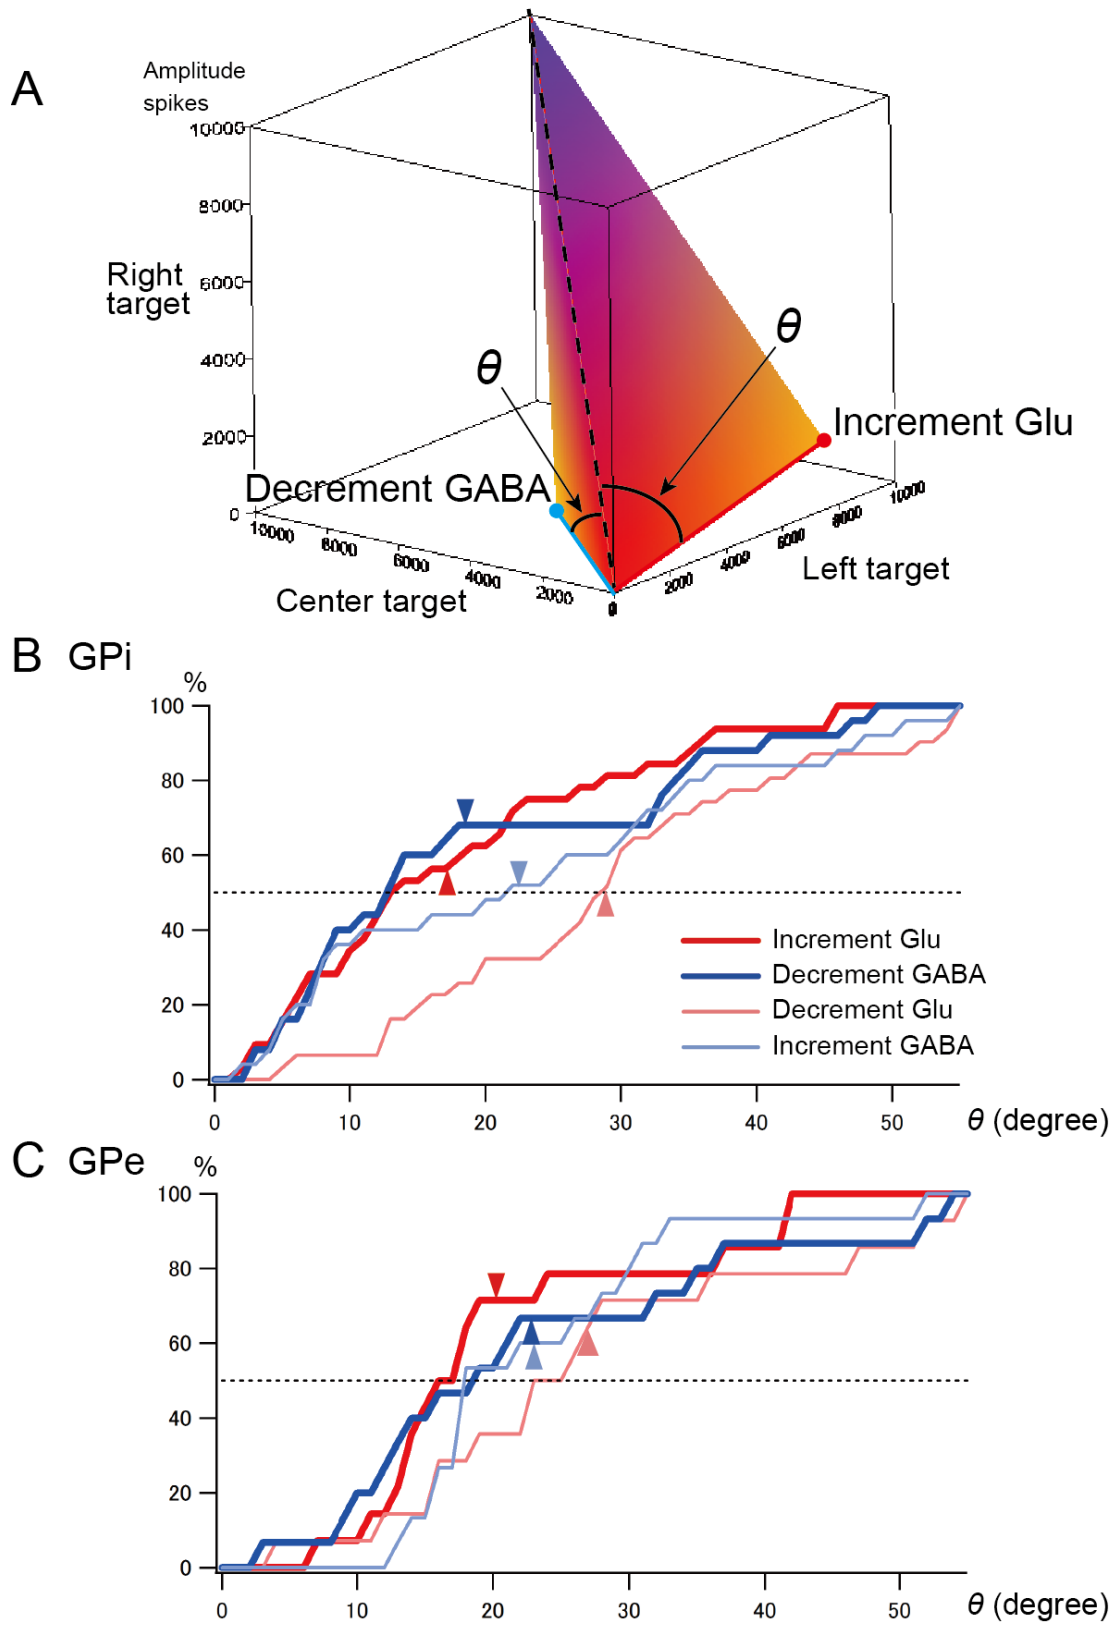 A
Amplitude
spikes
10000
8000
6000
4000
2000
0
Right
target
θ
θ
Increment Glu
Decrement GABA
10000
8000
6000
4000
2000
0
Center target
2000
4000
6000
8000
10000
Left target
B GPi
%
100
80
60
40
20
0
Increment Glu
Decrement GABA
Decrement Glu
Increment GABA
0 10 20 30 40 50 θ (degree)
C GPe
%
100
80
60
40
20
0
0 10 20 30 40 50 θ (degree)